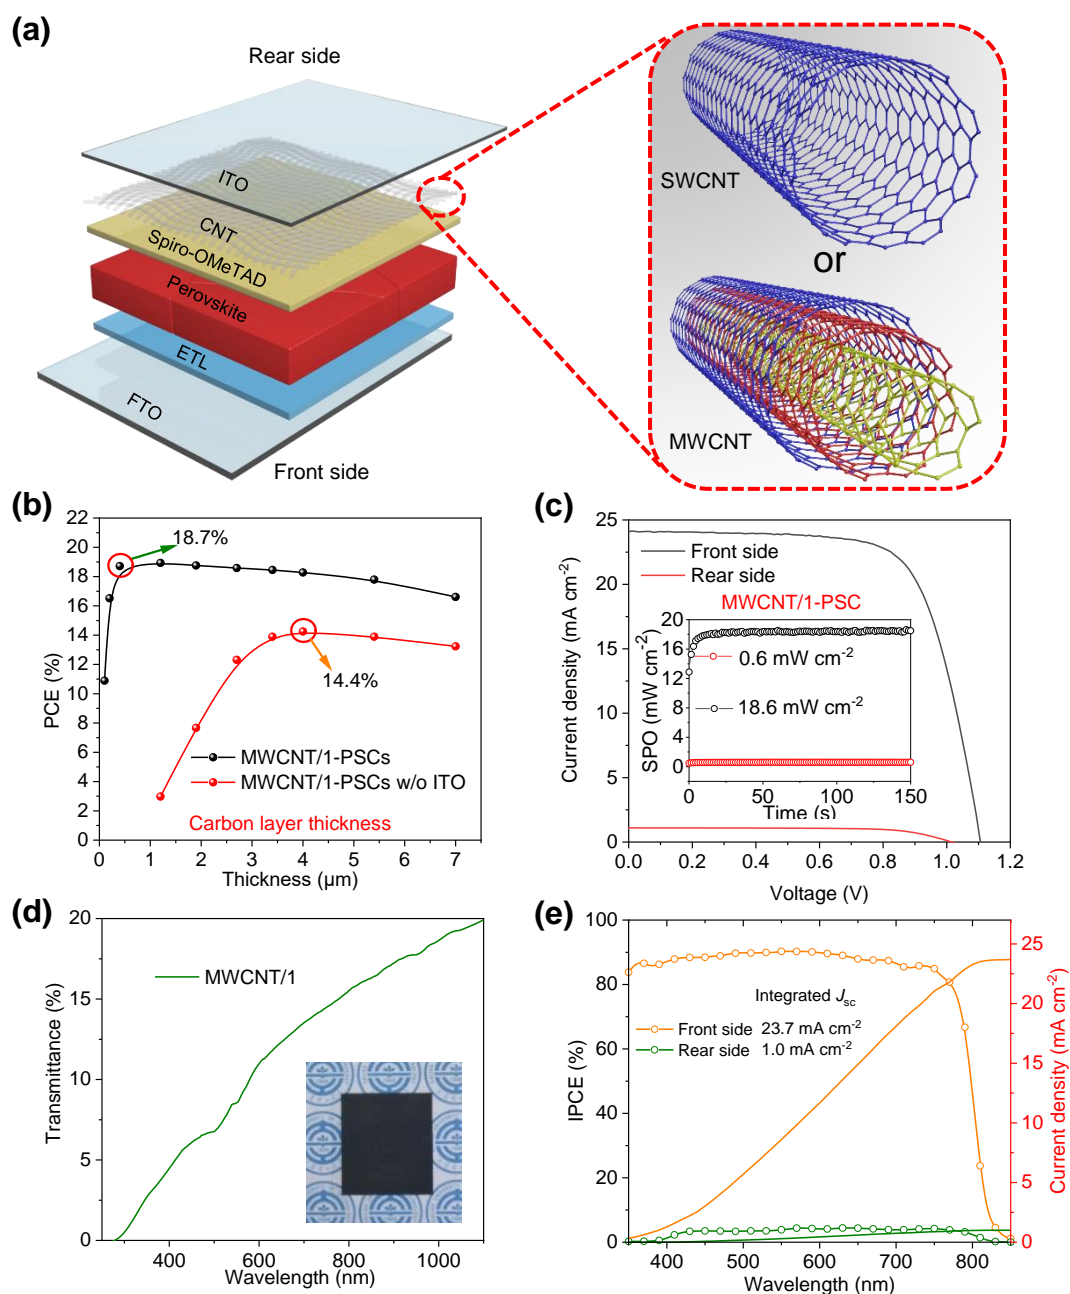 (a)
Rear side
ITO
CNT
Spiro-OMeTAD
Perovskite
ETL
FTO
Front side
SWCNT
or
MWCNT
(b)
PCE (%)
22
20
18
16
14
12
10
8
6
4
2
0
18.7%
14.4%
MWCNT/1-PSCs
MWCNT/1-PSCs w/o ITO
Carbon layer thickness
0 1 2 3 4 5 6 7
Thickness (μm)
(c)
Current density (mA cm⁻²)
25
20
15
10
5
0
Front side
Rear side
MWCNT/1-PSC
SPO (mW cm⁻²)
20
16
12
8
4
0
0.6 mW cm⁻²
18.6 mW cm⁻²
0 50 100 150
Time (s)
0.0 0.2 0.4 0.6 0.8 1.0 1.2
Voltage (V)
(d)
Transmittance (%)
20
15
10
5
0
MWCNT/1
400 600 800 1000
Wavelength (nm)
(e)
IPCE (%)
100
80
60
40
20
0
Integrated Jsc
Front side 23.7 mA cm⁻²
Rear side 1.0 mA cm⁻²
25
20
15
10
5
0
Current density (mA cm⁻²)
400 500 600 700 800
Wavelength (nm)